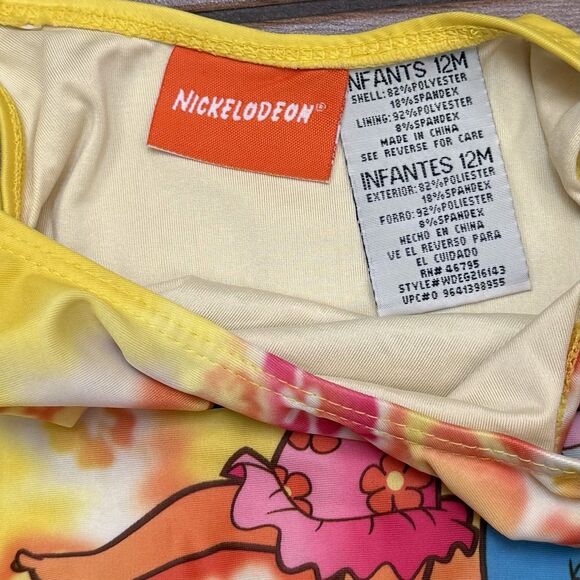 NICKELODEON®
INFANTS 12M
SHELL: 82%POLYESTER
18%SPANDEX
LINING: 92%POLYESTER
8%SPANDEX
MADE IN CHINA
SEE REVERSE FOR CARE
INFANTES 12M
EXTERIOR: 82%POLIESTER
18%SPANDEX
FORRO: 92%POLIESTER
8%SPANDEX
HECHO EN CHINA
VE EL REVERSO PARA
EL CUIDADO
RN# 46795
STYLE#WDEG216143
UPC#0 9641398955